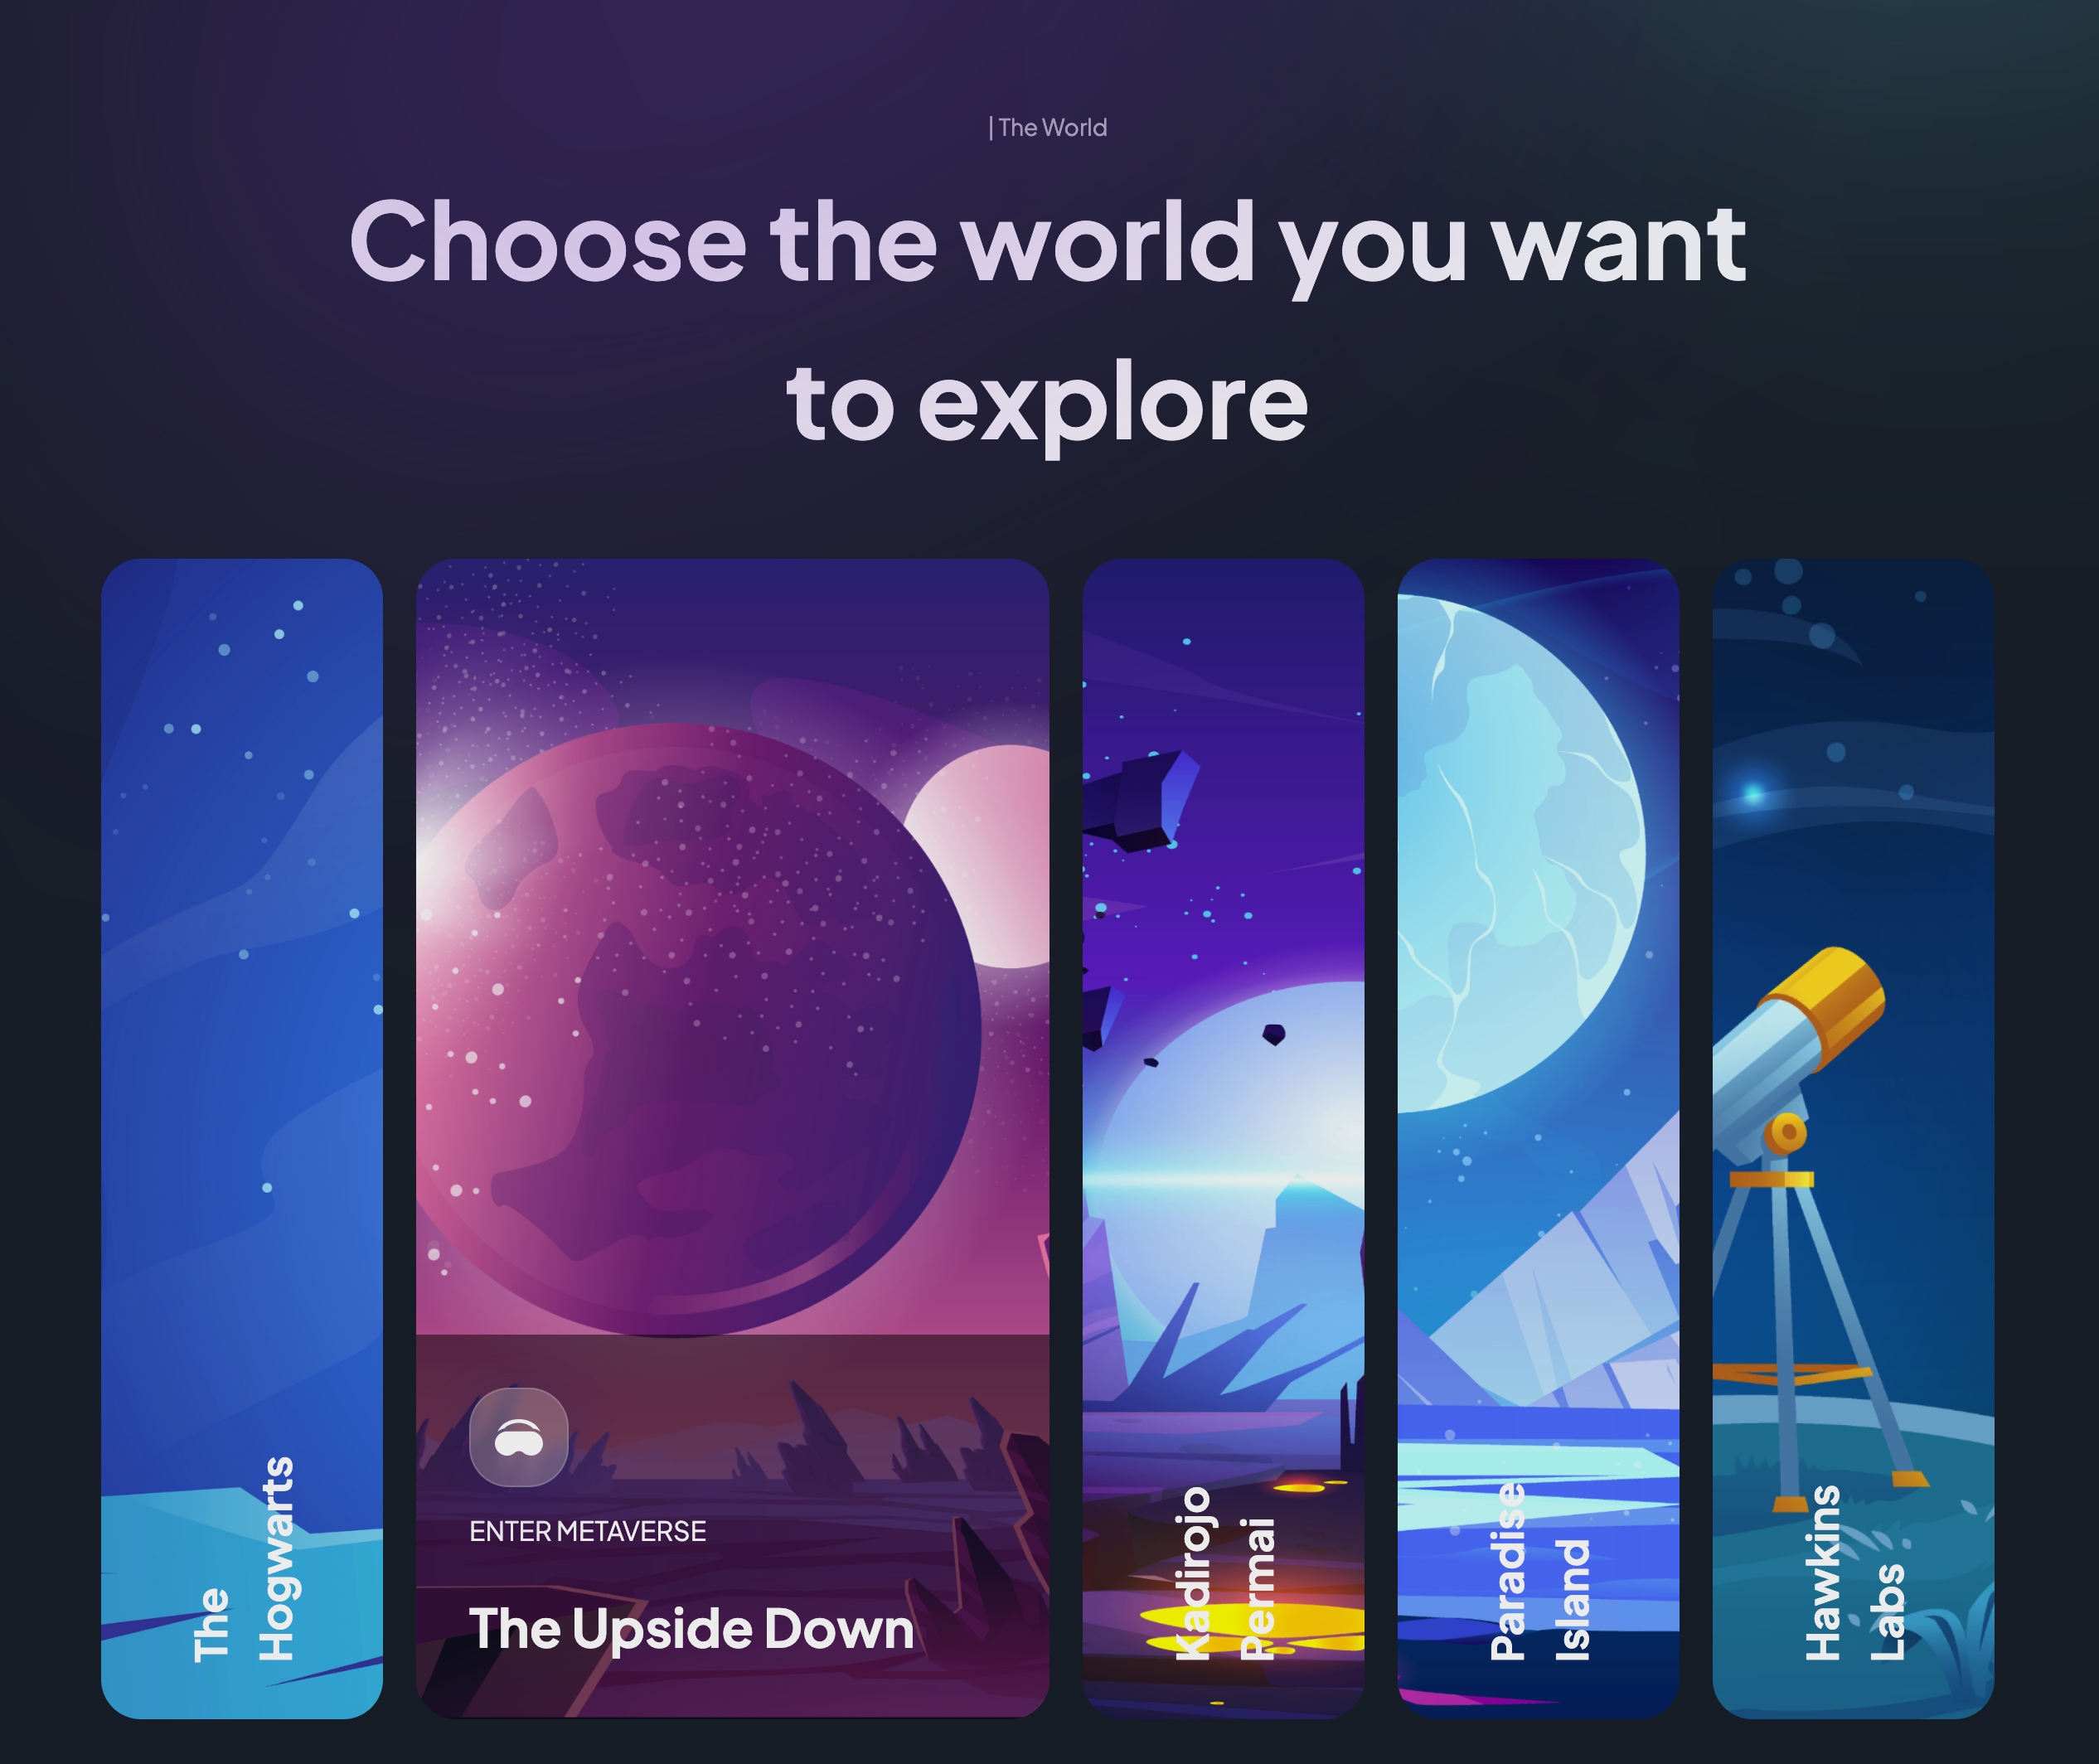 | The World
Choose the world you want
to explore
The
Hogwarts
ENTER METAVERSE
The Upside Down
Kadirojo
Permai
Paradise
Island
Hawkins
Labs